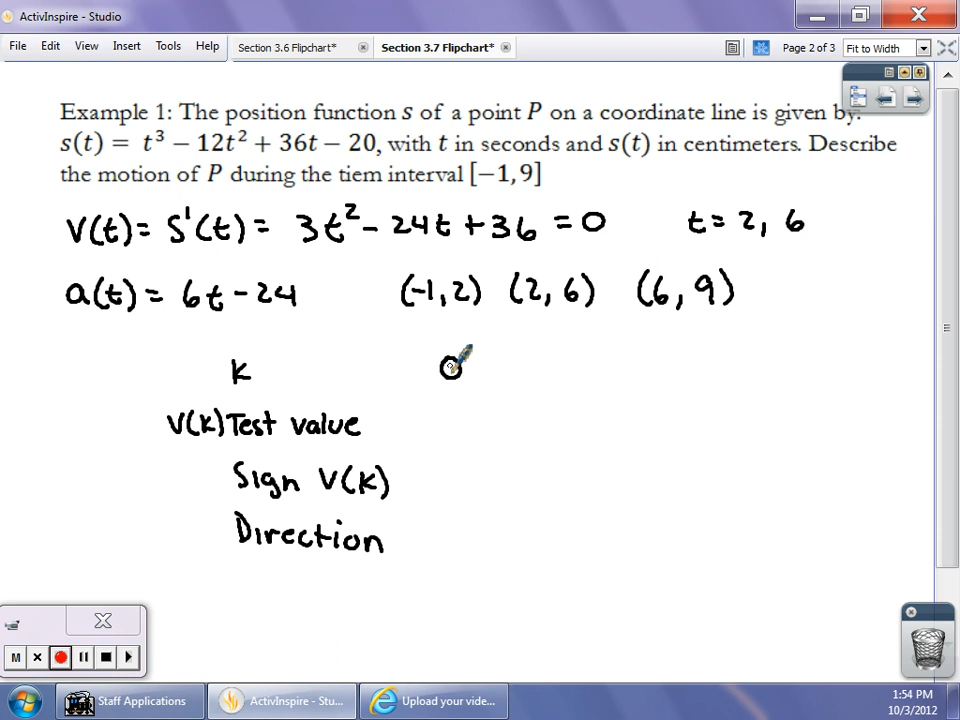 ActivInspire - Studio
File Edit View Insert Tools Help Section 3.6 Flipchart* Section 3.7 Flipchart* Page 2 of 3 Fit to Width
Example 1: The position function s of a point P on a coordinate line is given by:
s(t) = t³ − 12t² + 36t − 20, with t in seconds and s(t) in centimeters. Describe
the motion of P during the tiem interval [−1, 9]
V(t) = S'(t) = 3t² - 24t + 36 = 0 t = 2, 6
a(t) = 6t - 24 (-1, 2) (2, 6) (6, 9)
k 0
V(k) Test value
Sign V(k)
Direction
M
Staff Applications ActivInspire - Stu... Upload your vide...
1:54 PM
10/3/2012